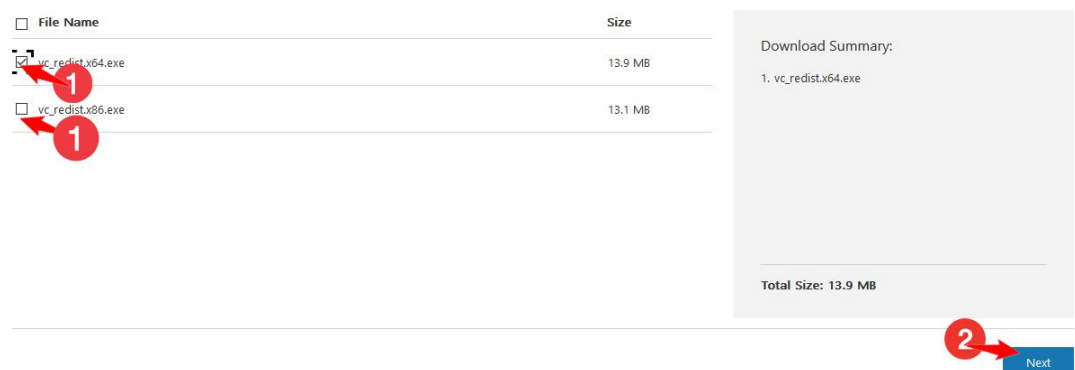 File Name Size
vc_redist.x64.exe 13.9 MB
1
vc_redist.x86.exe 13.1 MB
1
Download Summary:
1. vc_redist.x64.exe
Total Size: 13.9 MB
2
Next